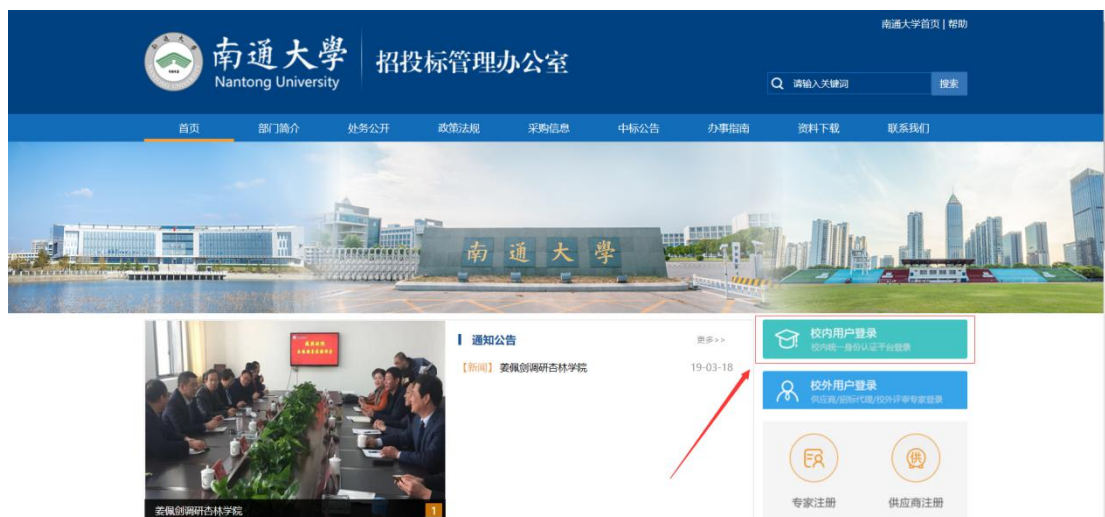 南通大学首页 | 帮助
南通大學
Nantong University
招投标管理办公室
请输入关键词
搜索
首页
部门简介
处务公开
政策法规
采购信息
中标公告
办事指南
资料下载
联系我们
南通大學
通知公告
更多>>
【新闻】 姜佩剑调研杏林学院
19-03-18
姜佩剑调研杏林学院
1
校内用户登录
校内统一身份认证平台登录
校外用户登录
供应商/招标代理/校外评审专家登录
供
专家注册
供应商注册